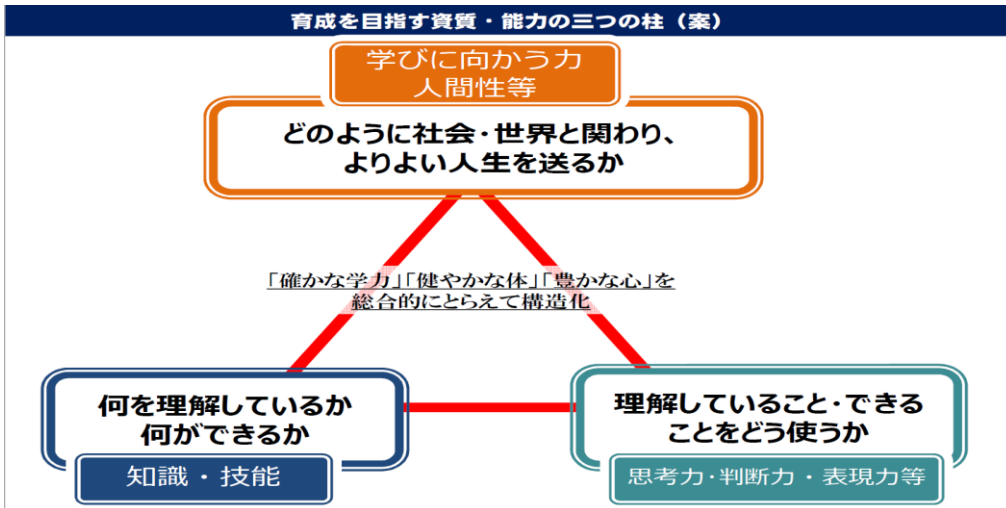 育成を目指す資質・能力の三つの柱（案）
学びに向かう力
人間性等
どのように社会・世界と関わり、
よりよい人生を送るか
「確かな学力」「健やかな体」「豊かな心」を
総合的にとらえて構造化
何を理解しているか
何ができるか
知識・技能
理解していること・できる
ことをどう使うか
思考力・判断力・表現力等